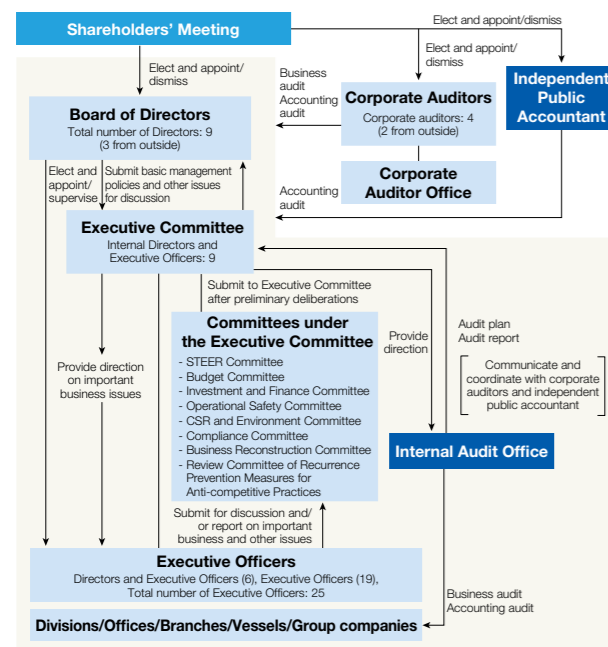 Shareholders' Meeting
Elect and appoint/dismiss
Elect and appoint/
dismiss
Elect and appoint/
dismiss
Business
audit
Accounting
audit
Independent
Public
Accountant
Board of Directors
Total number of Directors: 9
(3 from outside)
Corporate Auditors
Corporate auditors: 4
(2 from outside)
Corporate
Auditor Office
Elect and
appoint/
supervise
Submit basic management
policies and other issues
for discussion
Accounting
audit
Executive Committee
Internal Directors and
Executive Officers: 9
Submit to Executive Committee
after preliminary deliberations
Committees under
the Executive Committee
- STEER Committee
- Budget Committee
- Investment and Finance Committee
- Operational Safety Committee
- CSR and Environment Committee
- Compliance Committee
- Business Reconstruction Committee
- Review Committee of Recurrence
Prevention Measures for
Anti-competitive Practices
Provide direction
on important
business issues
Provide
direction
Audit plan
Audit report
Communicate and
coordinate with corporate
auditors and independent
public accountant
Internal Audit Office
Submit for discussion and/
or report on important
business and other issues
Executive Officers
Directors and Executive Officers (6), Executive Officers (19),
Total number of Executive Officers: 25
Business audit
Accounting audit
Divisions/Offices/Branches/Vessels/Group companies